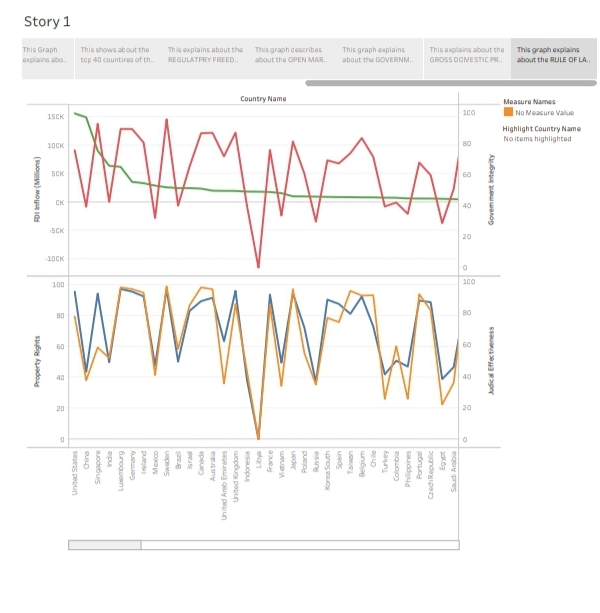 Story 1
This Graph
explains abo..
This shows about the
top 40 countires of th..
This explains about the
REGULATPRY FREED..
This graph describes
about the OPEN MAR..
This graph explains
about the GOVERNM..
This explains about the
GROSS DOMESTIC PR..
This graph explains
about the RULE OF LA..
Country Name
Measure Names
No Measure Value
Highlight Country Name
No items highlighted
FDI Inflow (Millions)
150K
100K
50K
0K
-50K
-100K
Government Integrity
100
80
60
40
20
0
Property Rights
100
80
60
40
20
0
Judical Effectiveness
100
80
60
40
20
0
United States
China
Singapore
India
Luxembourg
Germany
Ireland
Mexico
Sweden
Brazil
Israel
Canada
Australia
United Arab Emirates
United Kingdom
Indonesia
Libya
France
Vietnam
Japan
Poland
Russia
Korea South
Spain
Taiwan
Belgium
Chile
Turkey
Colombia
Philippines
Portugal
Czech Republic
Egypt
Saudi Arabia